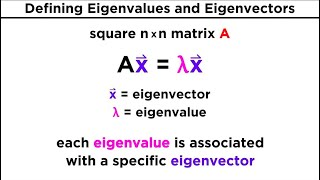 Defining Eigenvalues and Eigenvectors
square n×n matrix A
Ax⃗ = λx⃗
x⃗ = eigenvector
λ = eigenvalue
each eigenvalue is associated
with a specific eigenvector